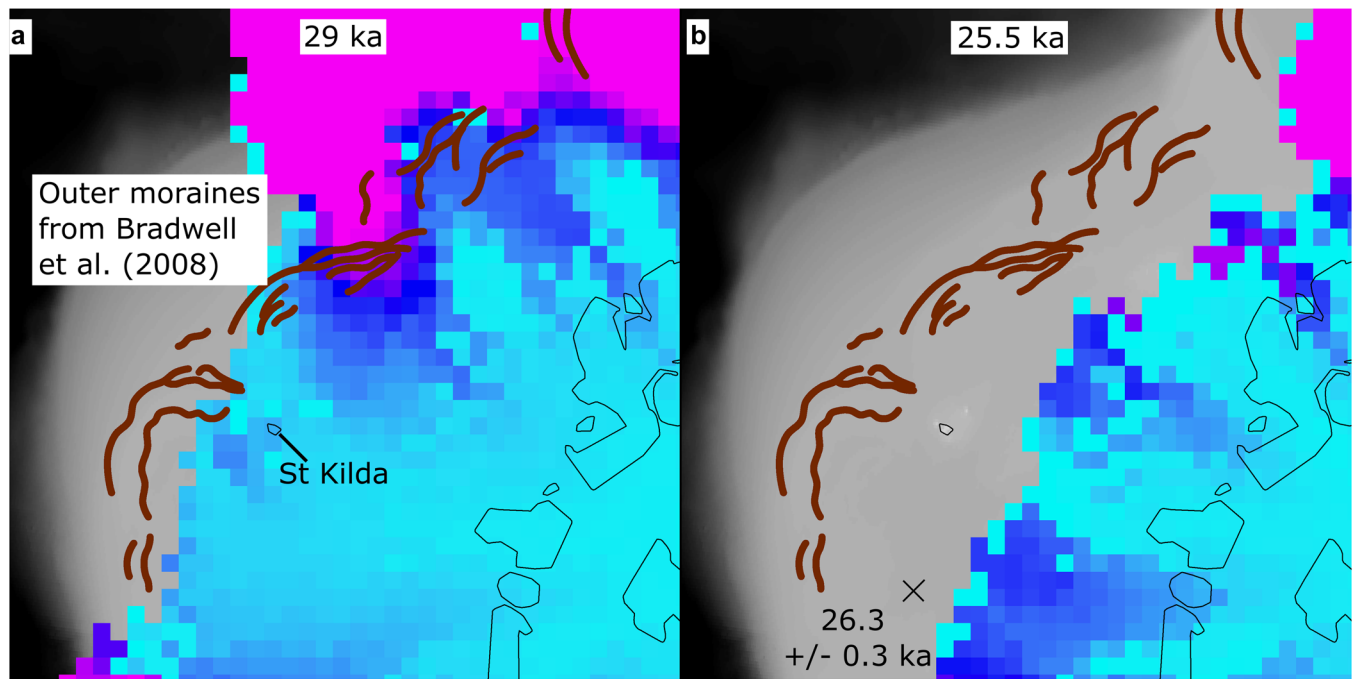 a
29 ka
Outer moraines
from Bradwell
et al. (2008)
St Kilda
b
25.5 ka
26.3
+/- 0.3 ka